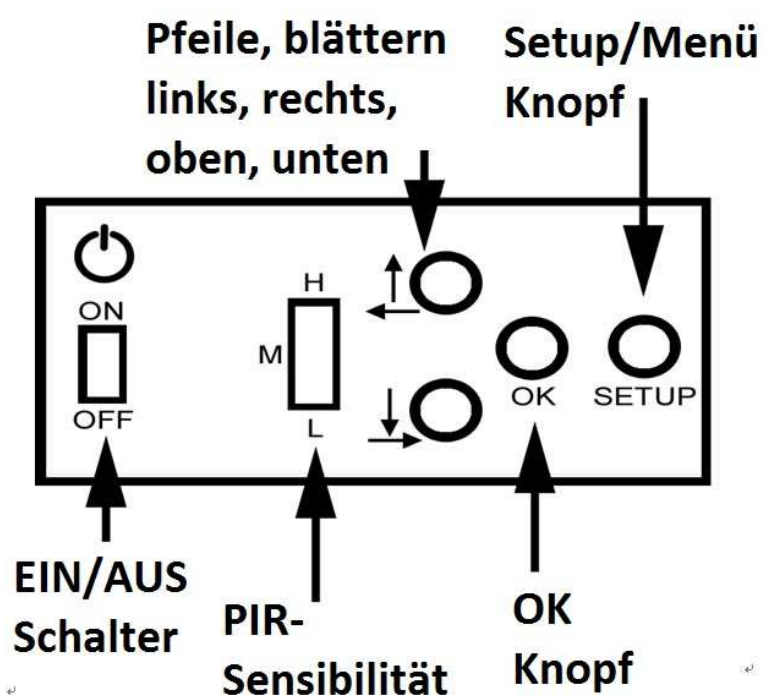 Pfeile, blättern
links, rechts,
oben, unten
Setup/Menü
Knopf
ON
OFF
H
M
L
OK
SETUP
EIN/AUS
Schalter
PIR-
Sensibilität
OK
Knopf